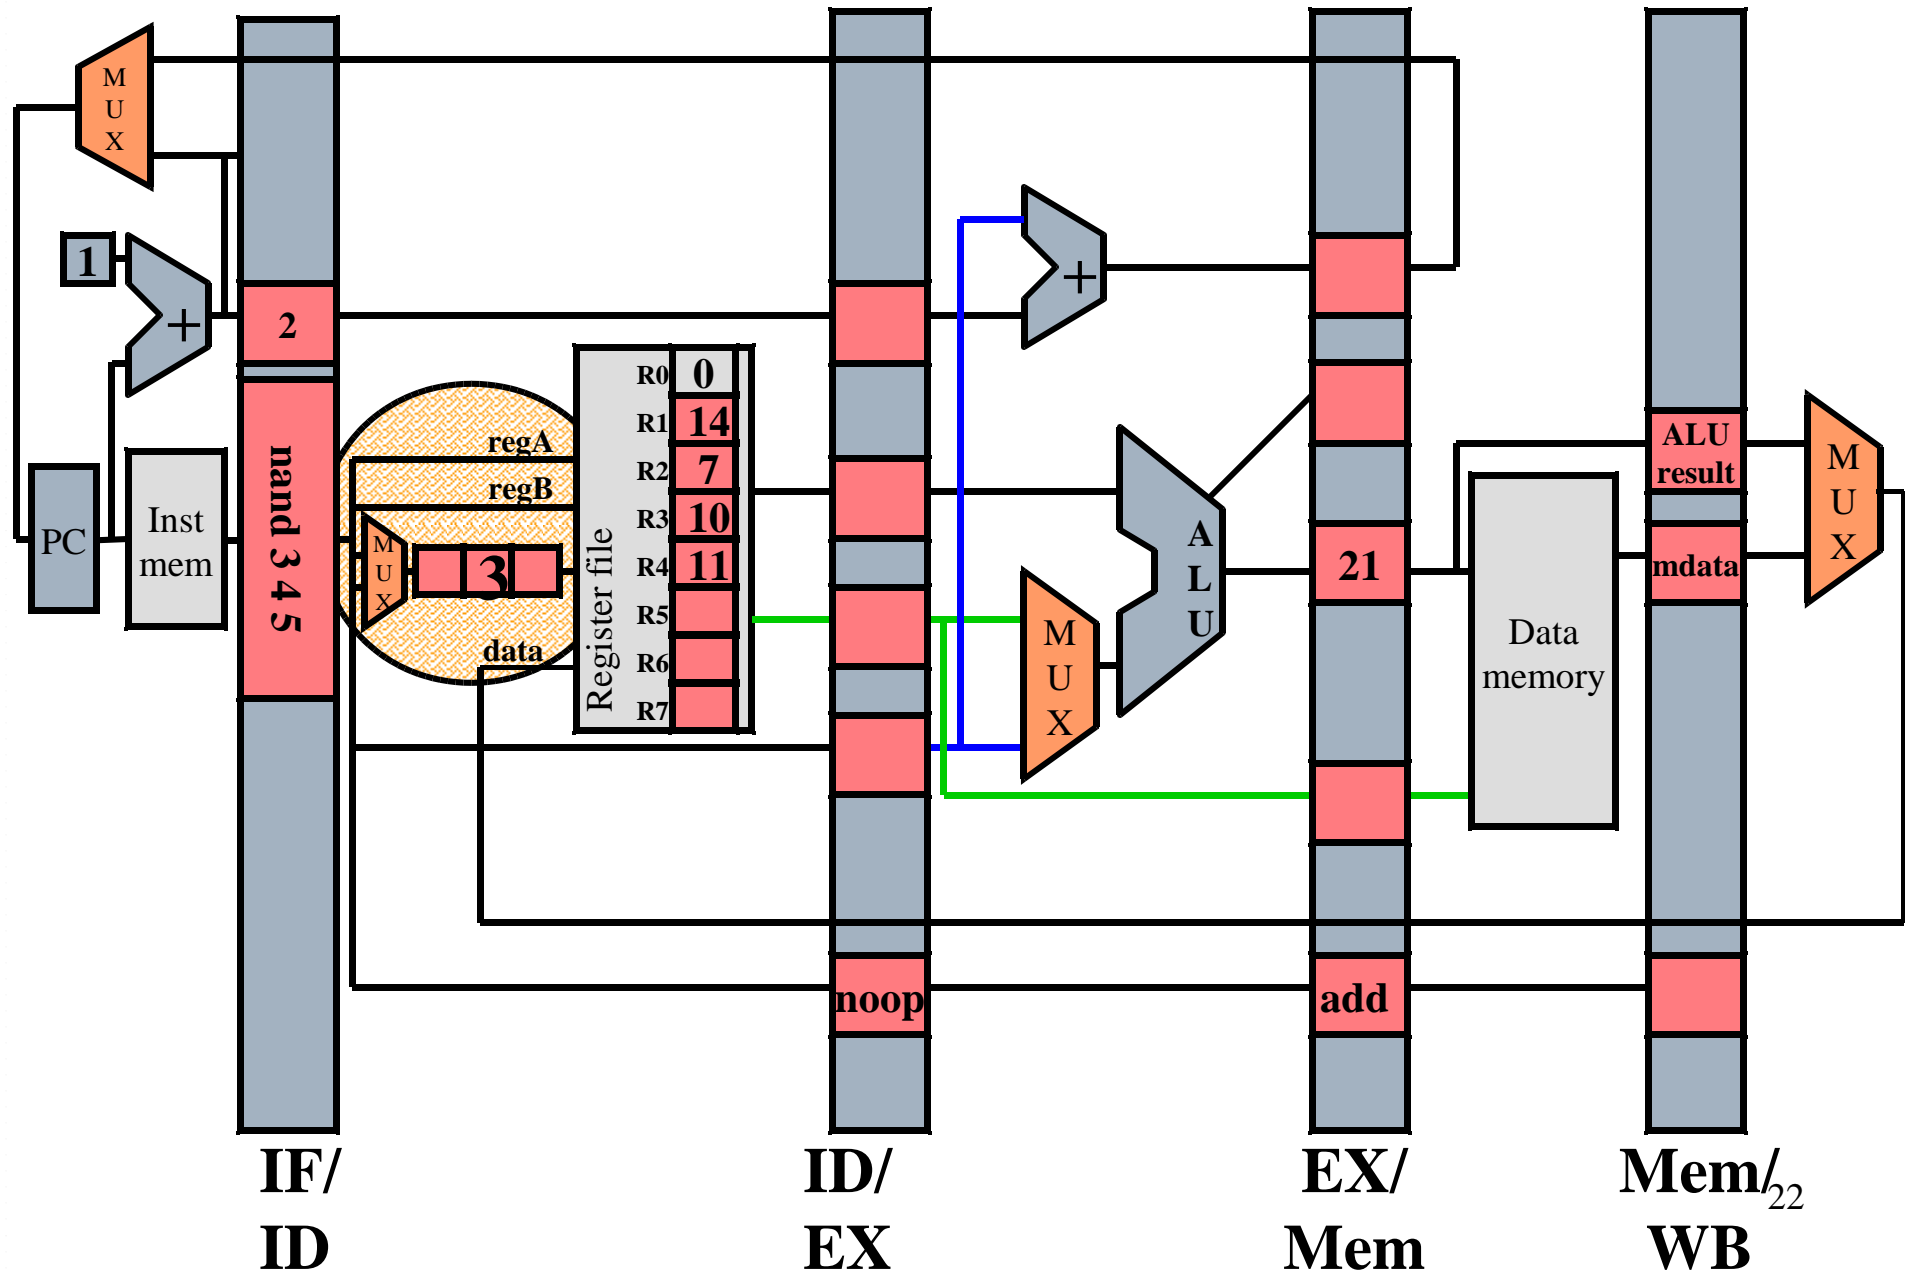 M
U
X
1
+
2
PC
Inst
mem
nand 3 4 5
regA
regB
M
U
X
3
data
Register file
R0 0
R1 14
R2 7
R3 10
R4 11
R5
R6
R7
noop
+
M
U
X
A
L
U
21
add
Data
memory
ALU
result
mdata
M
U
X
IF/
ID
ID/
EX
EX/
Mem
Mem/
WB
22